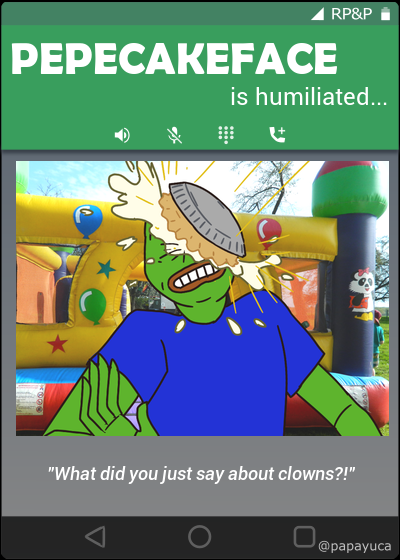 RP&P
PEPECAKEFACE
is humiliated...
"What did you just say about clowns?!"
@papayuca